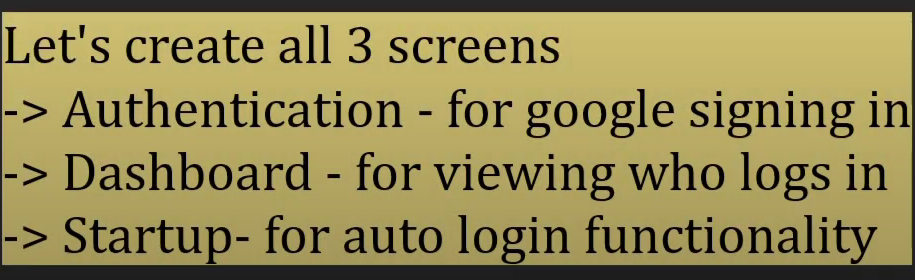 Let's create all 3 screens
-> Authentication - for google signing in
-> Dashboard - for viewing who logs in
-> Startup- for auto login functionality